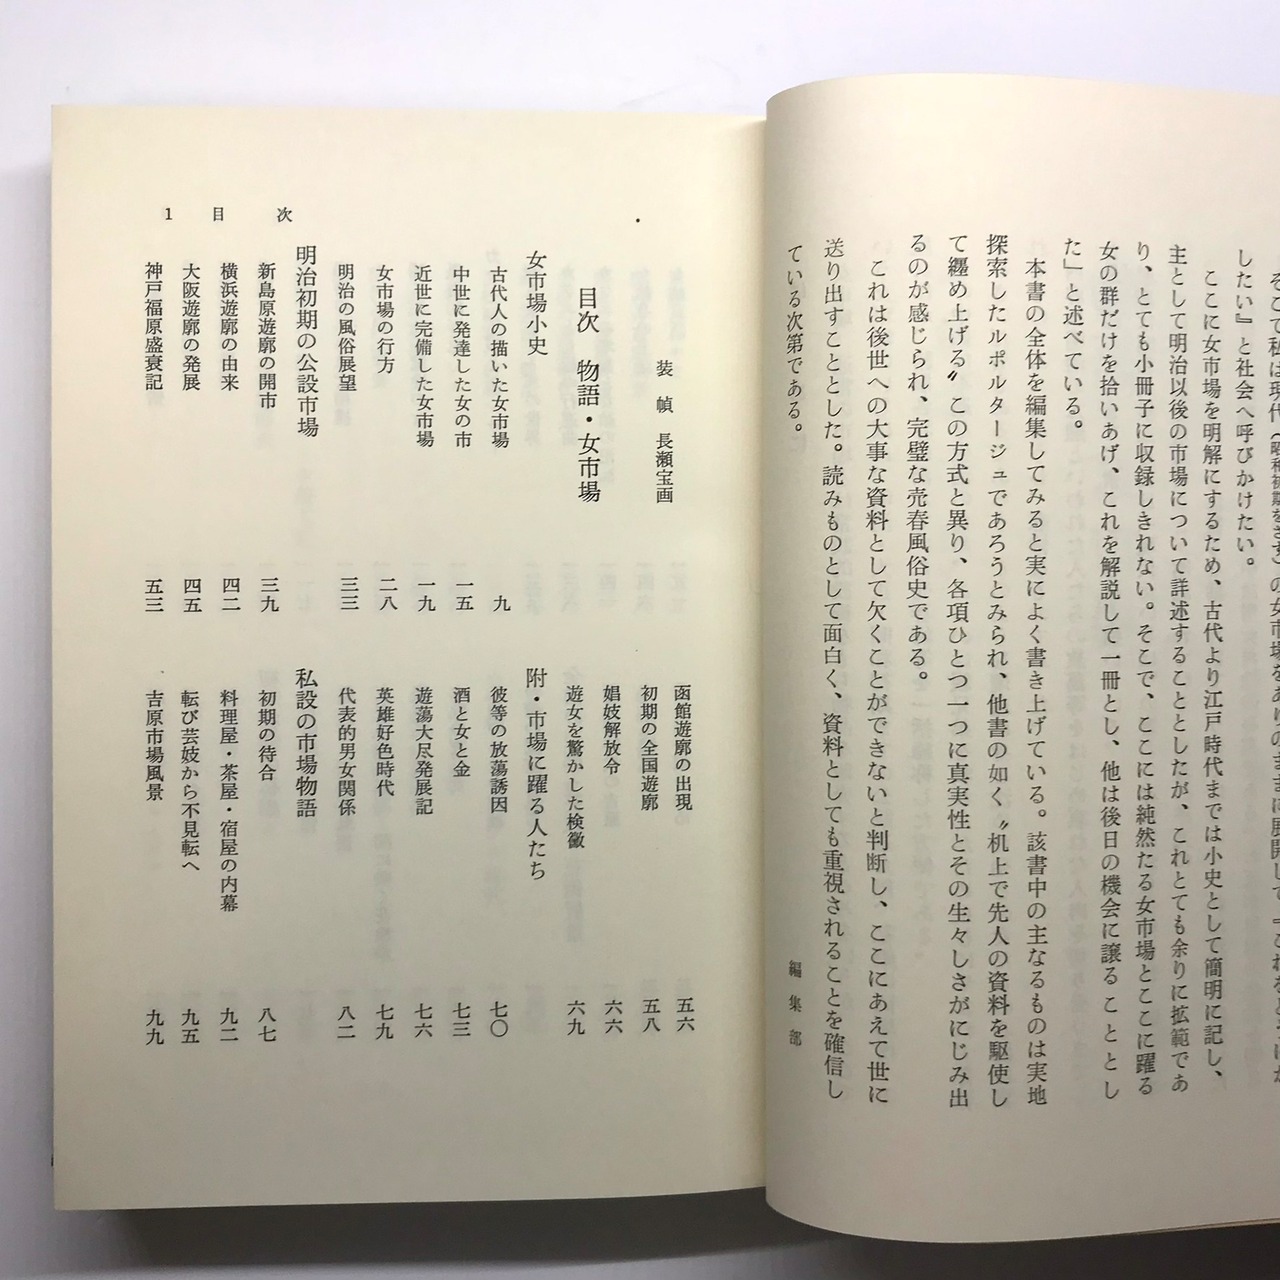 そこで私は現代（昭和初期をさす）の女市場をありのままに展開して『これを
したい』と社会へ呼びかけたい。
ここに女市場を明解にするため、古代より江戸時代までは小史として簡明に記し、
主として明治以後の市場について詳述することとしたが、これとても余りに拡範であ
り、とても小冊子に収録しきれない。そこで、ここには純然たる女市場とここに躍る
女の群だけを拾いあげ、これを解説して一冊とし、他は後日の機会に譲ることとし
た」と述べている。
本書の全体を編集してみると実によく書き上げている。該書中の主なるものは実地
探索したルポルタージュであろうとみられ、他書の如く〝机上で先人の資料を駆使し
て纒め上げる〟この方式と異り、各項ひとつ一つに真実性とその生々しさがにじみ出
るのが感じられ、完璧な売春風俗史である。
これは後世への大事な資料として欠くことができないと判断し、ここにあえて世に
送り出すこととした。読みものとして面白く、資料としても重視されることを確信し
ている次第である。
編集部
装幀 長瀬宝画
目次 物語・女市場
女市場小史
古代人の描いた女市場 九
中世に発達した女の市 一五
近世に完備した女市場 一九
女市場の行方 二八
明治の風俗展望 三三
明治初期の公設市場
新島原遊廓の開市 三九
横浜遊廓の由来 四二
大阪遊廓の発展 四五
神戸福原盛衰記 五三
函館遊廓の出現 五六
初期の全国遊廓 五八
娼妓解放令 六六
遊女を驚かした検黴 六九
附・市場に躍る人たち
彼等の放蕩誘因 七〇
酒と女と金 七三
遊蕩大尽発展記 七六
英雄好色時代 七九
代表的男女関係 八二
私設の市場物語
初期の待合 八七
料理屋・茶屋・宿屋の内幕 九二
転び芸妓から不見転へ 九五
吉原市場風景 九九
1 目次